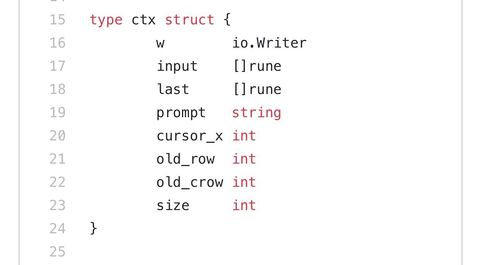 15 type ctx struct {
16 w io.Writer
17 input []rune
18 last []rune
19 prompt string
20 cursor_x int
21 old_row int
22 old_crow int
23 size int
24 }
25